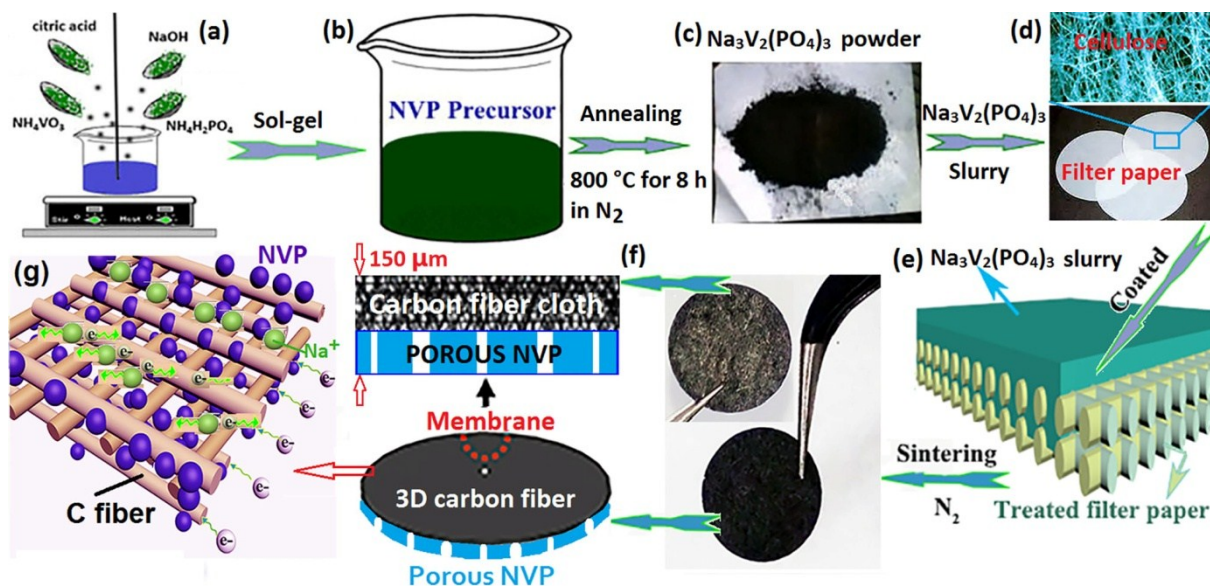 citric acid
NaOH
(a)
NH₄VO₃
NH₄H₂PO₄
Stir
Heat
Sol-gel
(b)
NVP Precursor
Annealing
800 °C for 8 h
in N₂
(c)
Na₃V₂(PO₄)₃ powder
Na₃V₂(PO₄)₃
Slurry
(d)
Cellulose
Filter paper
(g)
NVP
Na⁺
e-
e-
e-
e-
e-
e-
e-
e-
e-
C fiber
150 μm
Carbon fiber cloth
POROUS NVP
Membrane
3D carbon fiber
Porous NVP
(f)
(e)
Na₃V₂(PO₄)₃ slurry
Coated
Sintering
N₂
Treated filter paper